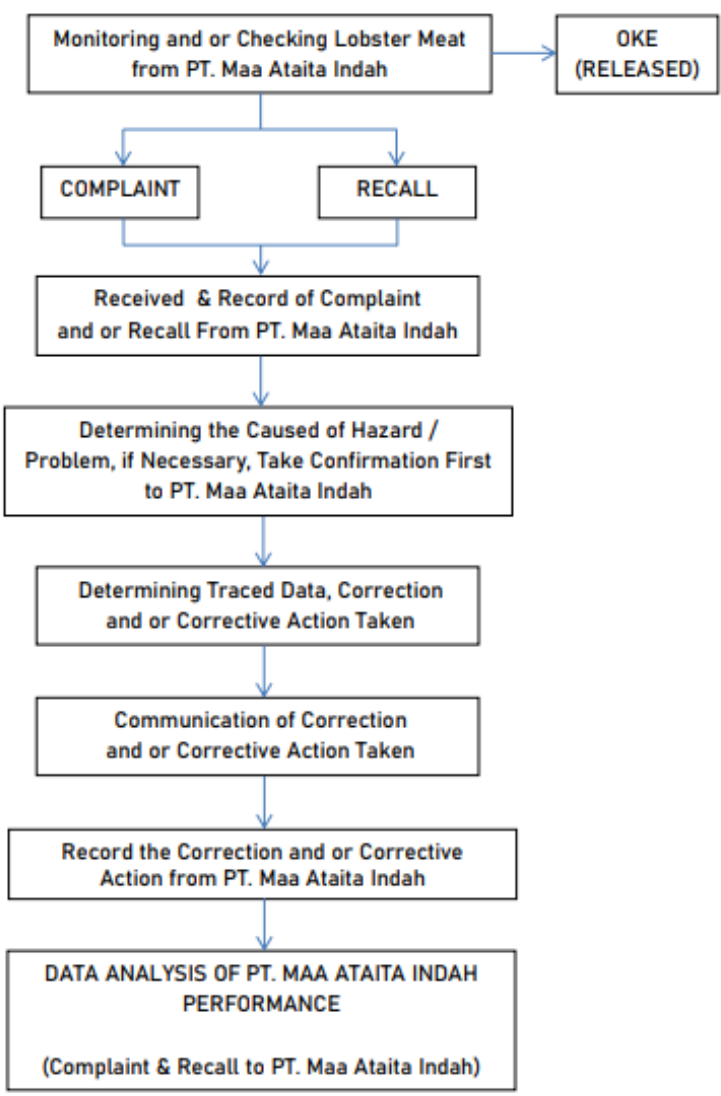 Monitoring and or Checking Lobster Meat
from PT. Maa Ataita Indah
OKE
(RELEASED)
COMPLAINT
RECALL
Received & Record of Complaint
and or Recall From PT. Maa Ataita Indah
Determining the Caused of Hazard /
Problem, if Necessary, Take Confirmation First
to PT. Maa Ataita Indah
Determining Traced Data, Correction
and or Corrective Action Taken
Communication of Correction
and or Corrective Action Taken
Record the Correction and or Corrective
Action from PT. Maa Ataita Indah
DATA ANALYSIS OF PT. MAA ATAITA INDAH
PERFORMANCE
(Complaint & Recall to PT. Maa Ataita Indah)